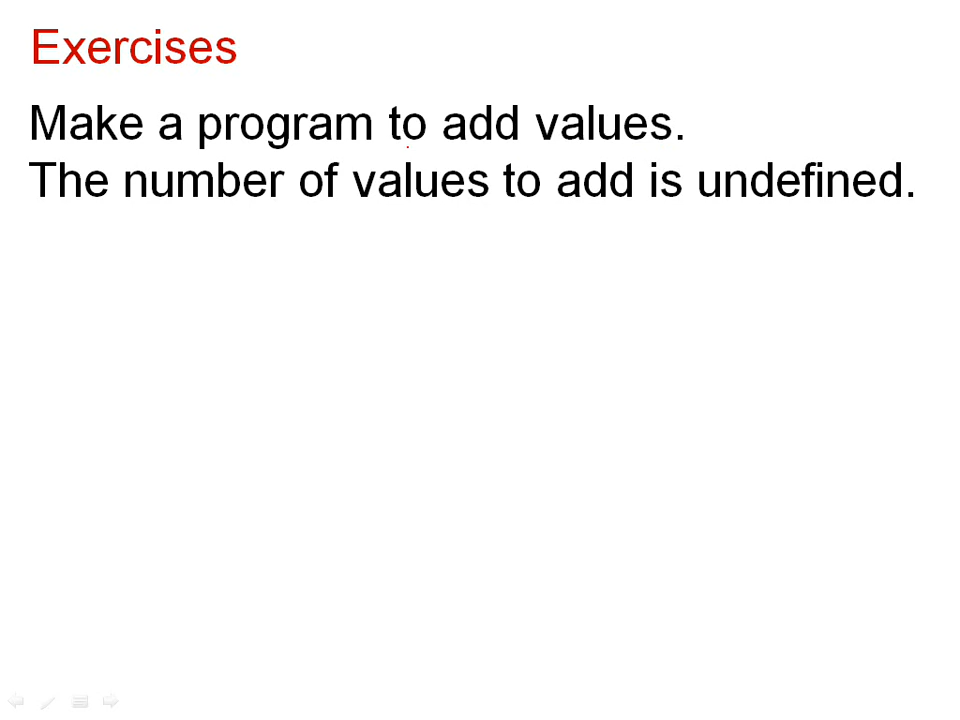 Exercises
Make a program to add values.
The number of values to add is undefined.